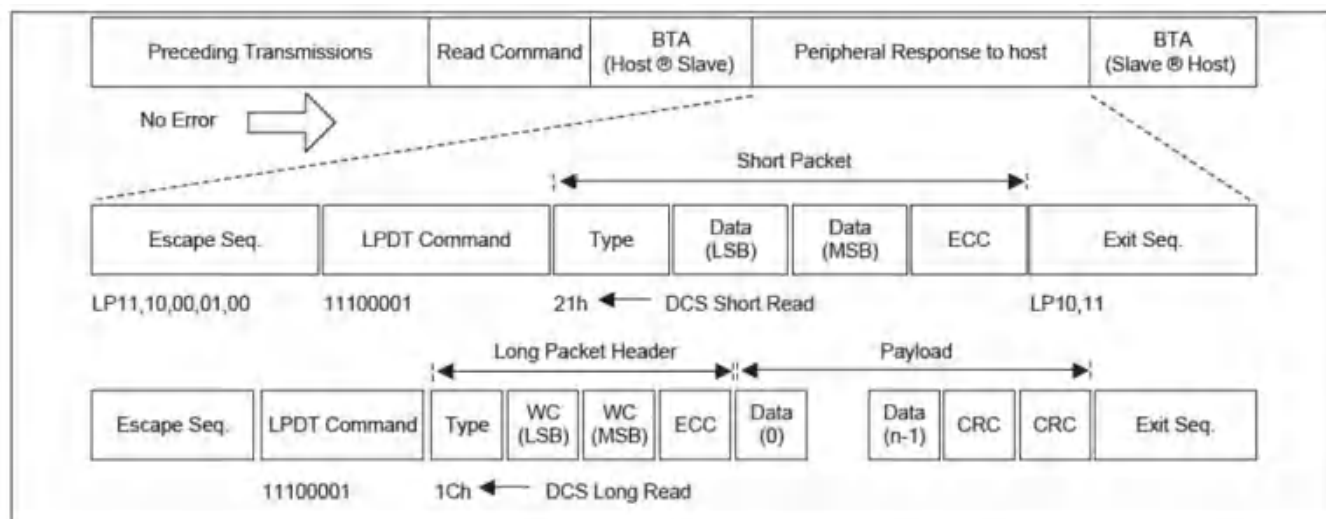 Preceding Transmissions
Read Command
BTA
(Host ® Slave)
Peripheral Response to host
BTA
(Slave ® Host)
No Error
Short Packet
Escape Seq.
LPDT Command
Type
Data
(LSB)
Data
(MSB)
ECC
Exit Seq.
LP11,10,00,01,00
11100001
21h
DCS Short Read
LP10,11
Long Packet Header
Payload
Escape Seq.
LPDT Command
Type
WC
(LSB)
WC
(MSB)
ECC
Data
(0)
Data
(n-1)
CRC
CRC
Exit Seq.
11100001
1Ch
DCS Long Read